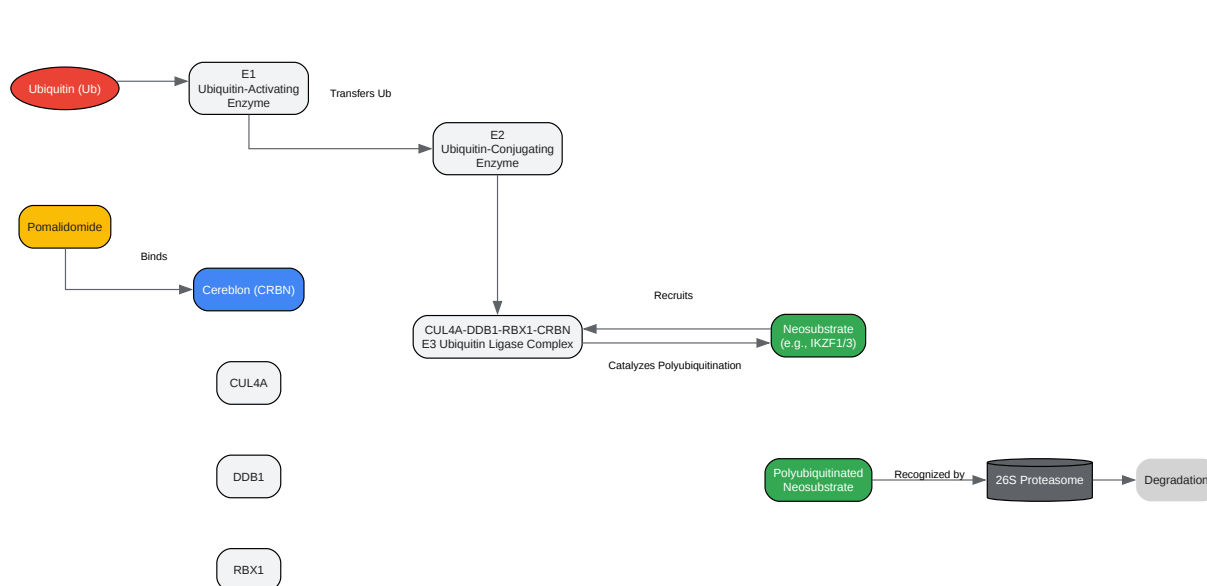 Ubiquitin (Ub)
E1
Ubiquitin-Activating
Enzyme
Transfers Ub
E2
Ubiquitin-Conjugating
Enzyme
Pomalidomide
Binds
Cereblon (CRBN)
Recruits
CUL4A-DDB1-RBX1-CRBN
E3 Ubiquitin Ligase Complex
Neosubstrate
(e.g., IKZF1/3)
Catalyzes Polyubiquitination
CUL4A
DDB1
Polyubiquitinated
Neosubstrate
Recognized by
26S Proteasome
Degradation
RBX1